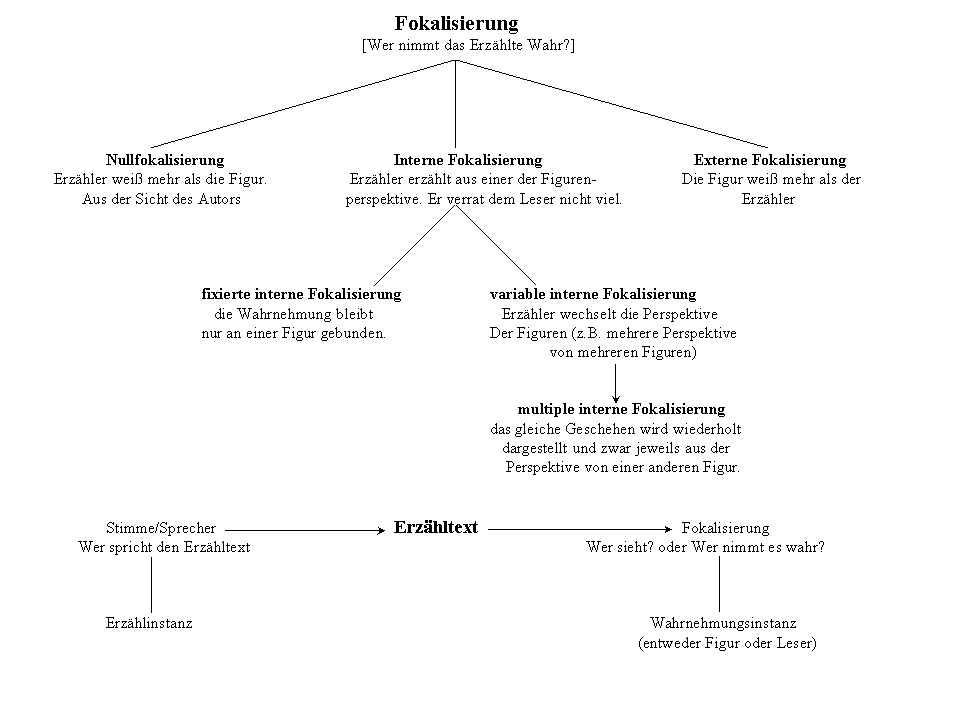 Fokalisierung
[Wer nimmt das Erzählte Wahr?]
Nullfokalisierung
Erzähler weiß mehr als die Figur.
Aus der Sicht des Autors
Interne Fokalisierung
Erzähler erzählt aus einer der Figuren-
perspektive. Er verrat dem Leser nicht viel.
Externe Fokalisierung
Die Figur weiß mehr als der
Erzähler
fixierte interne Fokalisierung
die Wahrnehmung bleibt
nur an einer Figur gebunden.
variable interne Fokalisierung
Erzähler wechselt die Perspektive
Der Figuren (z.B. mehrere Perspektive
von mehreren Figuren)
multiple interne Fokalisierung
das gleiche Geschehen wird wiederholt
dargestellt und zwar jeweils aus der
Perspektive von einer anderen Figur.
Stimme/Sprecher
Wer spricht den Erzähltext
Erzählinstanz
Erzähltext
Fokalisierung
Wer sieht? oder Wer nimmt es wahr?
Wahrnehmungsinstanz
(entweder Figur oder Leser)